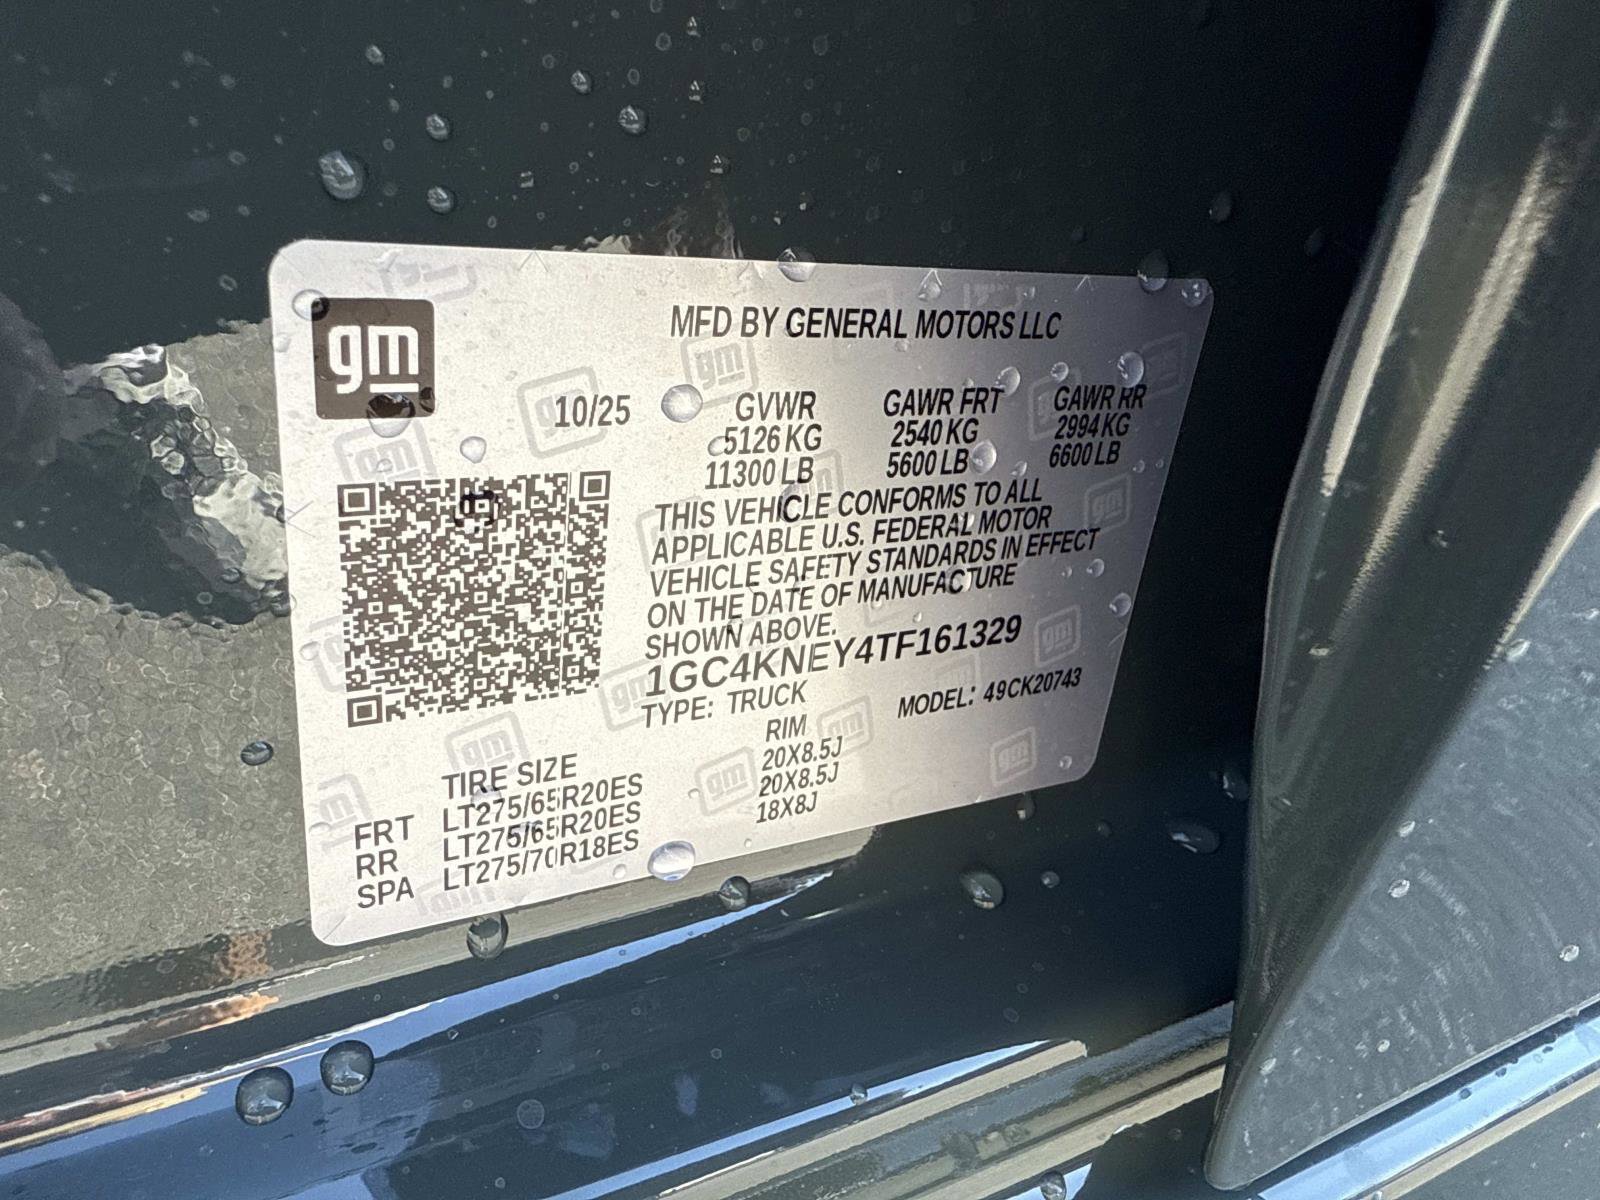 gm
MFD BY GENERAL MOTORS LLC
10/25 GVWR GAWR FRT GAWR RR
5126 KG 2540 KG 2994 KG
11300 LB 5600 LB 6600 LB
THIS VEHICLE CONFORMS TO ALL
APPLICABLE U.S. FEDERAL MOTOR
VEHICLE SAFETY STANDARDS IN EFFECT
ON THE DATE OF MANUFACTURE
SHOWN ABOVE.
1GC4KNEY4TF161329
TYPE: TRUCK MODEL: 49CK20743
TIRE SIZE RIM
FRT LT275/65R20ES 20X8.5J
RR LT275/65R20ES 20X8.5J
SPA LT275/70R18ES 18X8J